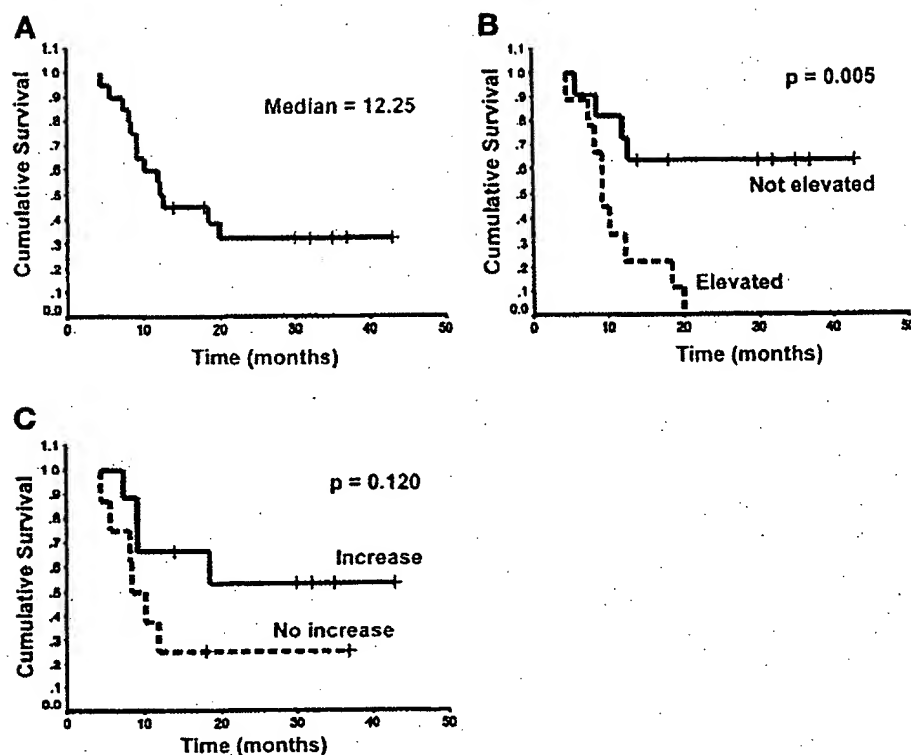 A
1.1
1.0
.9
.8
.7
.6
.5
.4
.3
.2
.1
0.0
Cumulative Survival
Median = 12.25
0 10 20 30 40 50
Time (months)
B
1.1
1.0
.9
.8
.7
.6
.5
.4
.3
.2
.1
0.0
Cumulative Survival
p = 0.005
Not elevated
Elevated
0 10 20 30 40 50
Time (months)
C
1.1
1.0
.9
.8
.7
.6
.5
.4
.3
.2
.1
0.0
Cumulative Survival
p = 0.120
Increase
No increase
0 10 20 30 40 50
Time (months)